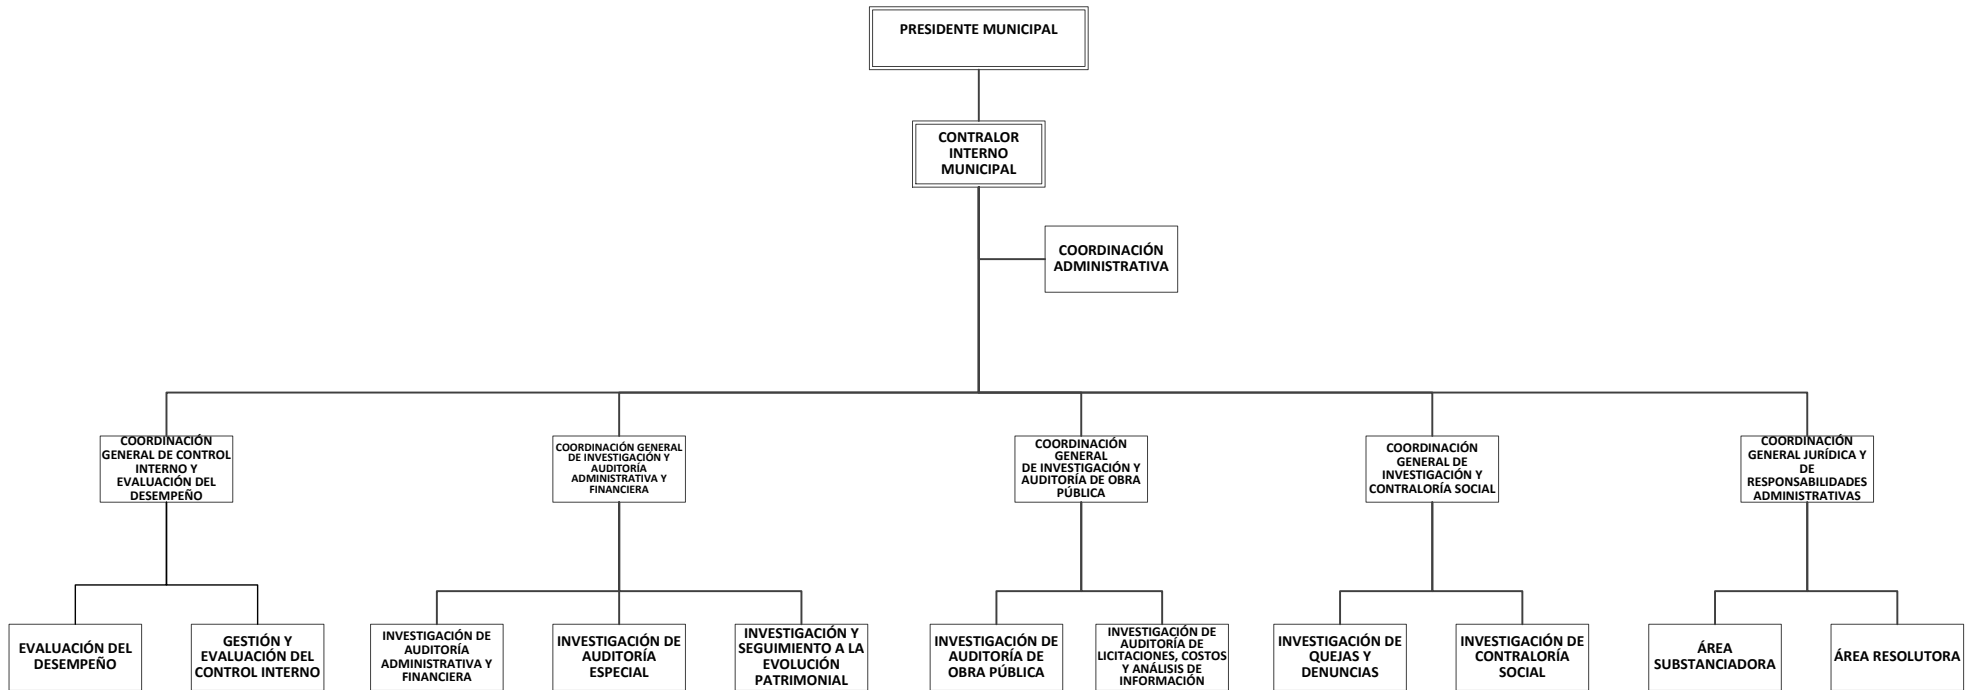 PRESIDENTE MUNICIPAL
CONTRALOR
INTERNO
MUNICIPAL
COORDINACIÓN
ADMINISTRATIVA
COORDINACIÓN
GENERAL DE CONTROL
INTERNO Y
EVALUACIÓN DEL
DESEMPEÑO
COORDINACIÓN GENERAL
DE INVESTIGACIÓN Y
AUDITORÍA
ADMINISTRATIVA Y
FINANCIERA
COORDINACIÓN
GENERAL
DE INVESTIGACIÓN Y
AUDITORÍA DE OBRA
PÚBLICA
COORDINACIÓN
GENERAL DE
INVESTIGACIÓN Y
CONTRALORÍA SOCIAL
COORDINACIÓN
GENERAL JURÍDICA Y
DE
RESPONSABILIDADES
ADMINISTRATIVAS
EVALUACIÓN DEL
DESEMPEÑO
GESTIÓN Y
EVALUACIÓN DEL
CONTROL INTERNO
INVESTIGACIÓN DE
AUDITORÍA
ADMINISTRATIVA Y
FINANCIERA
INVESTIGACIÓN DE
AUDITORÍA
ESPECIAL
INVESTIGACIÓN Y
SEGUIMIENTO A LA
EVOLUCIÓN
PATRIMONIAL
INVESTIGACIÓN DE
AUDITORÍA DE
OBRA PÚBLICA
INVESTIGACIÓN DE
AUDITORÍA DE
LICITACIONES, COSTOS
Y ANÁLISIS DE
INFORMACIÓN
INVESTIGACIÓN DE
QUEJAS Y
DENUNCIAS
INVESTIGACIÓN DE
CONTRALORÍA
SOCIAL
ÁREA
SUBSTANCIADORA
ÁREA RESOLUTORA